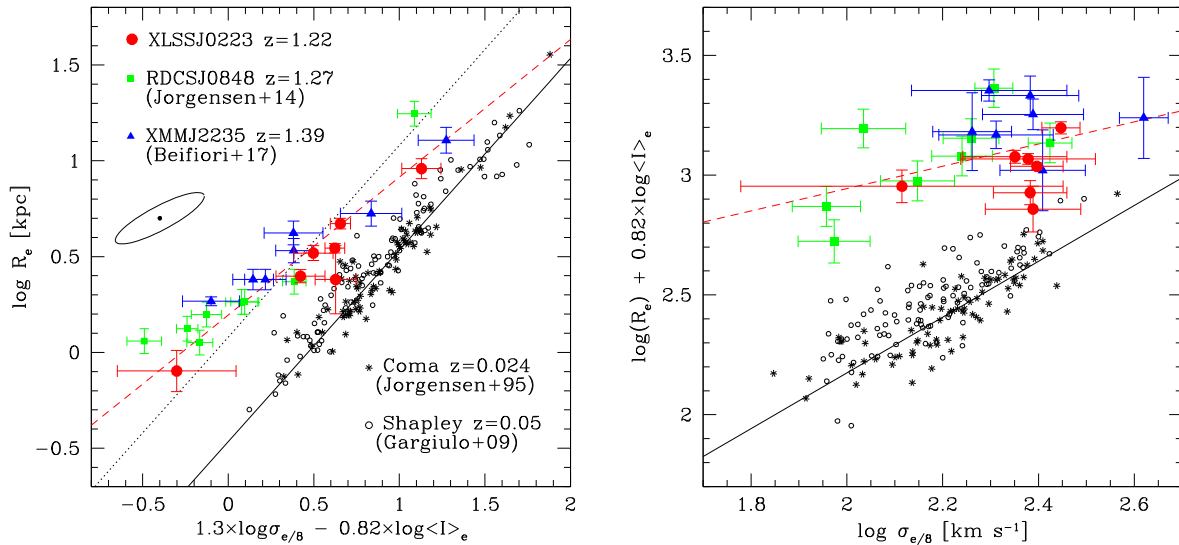 XLSSJ0223 z=1.22
RDCSJ0848 z=1.27
(Jorgensen+14)
XMMJ2235 z=1.39
(Beifiori+17)
Coma z=0.024
(Jorgensen+95)
Shapley z=0.05
(Gargiulo+09)
log R_e [kpc]
1.5
1
0.5
0
−0.5
−0.5
0
0.5
1
1.5
2
1.3×logσ_e/8 − 0.82×log<I>_e
log(R_e) + 0.82×log<I>_e
3.5
3
2.5
2
1.8
2
2.2
2.4
2.6
log σ_e/8 [km s⁻¹]